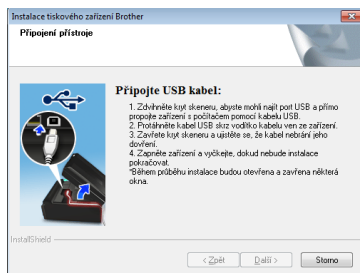 Instalace tiskového zařízení Brother
Připojení přístroje
Připojte USB kabel:
1. Zdvihněte kryt skeneru, abyste mohli najít port USB a přímo
propojte zařízení s počítačem pomocí kabelu USB.
2. Protáhněte kabel USB skrz vodítko kabelu ven ze zařízení.
3. Zavřete kryt skeneru a ujistěte se, že kabel nebrání jeho
dovření.
4. Zapněte zařízení a vyčkejte, dokud nebude instalace
pokračovat.
*Během průběhu instalace budou otevřena a zavřena některá
okna.
InstallShield
< Zpět
Další >
Storno